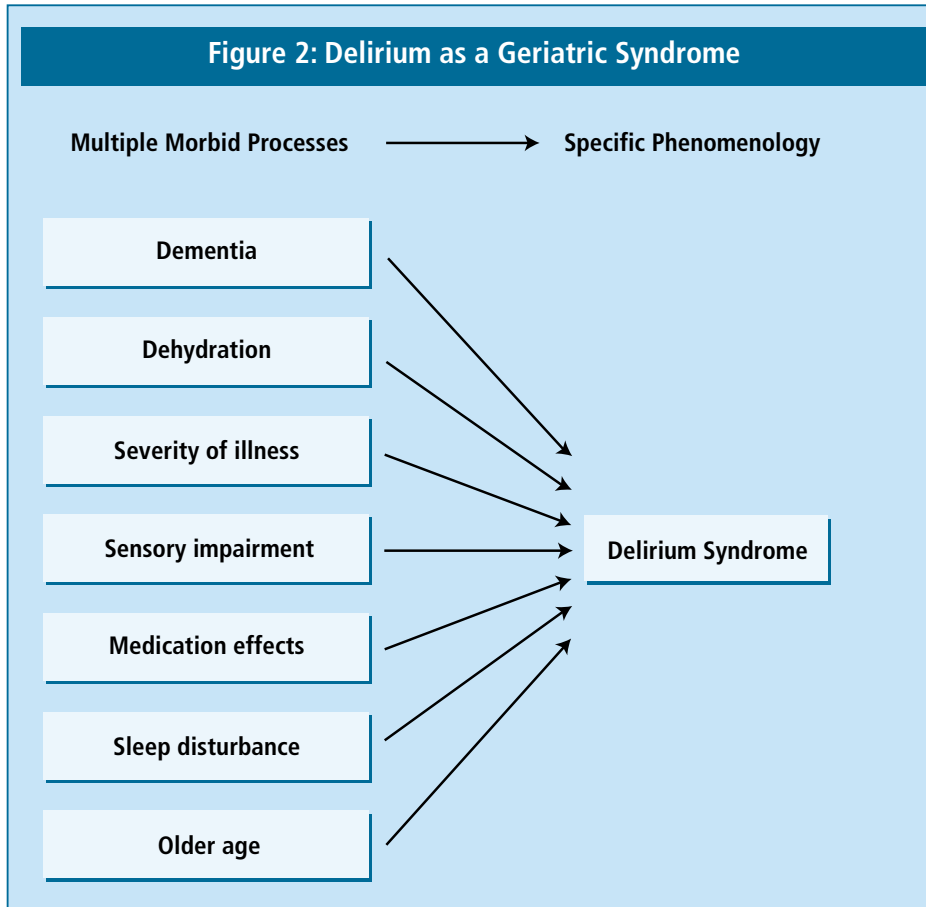 Figure 2: Delirium as a Geriatric Syndrome
Multiple Morbid Processes
Specific Phenomenology
Dementia
Dehydration
Severity of illness
Sensory impairment
Medication effects
Sleep disturbance
Older age
Delirium Syndrome